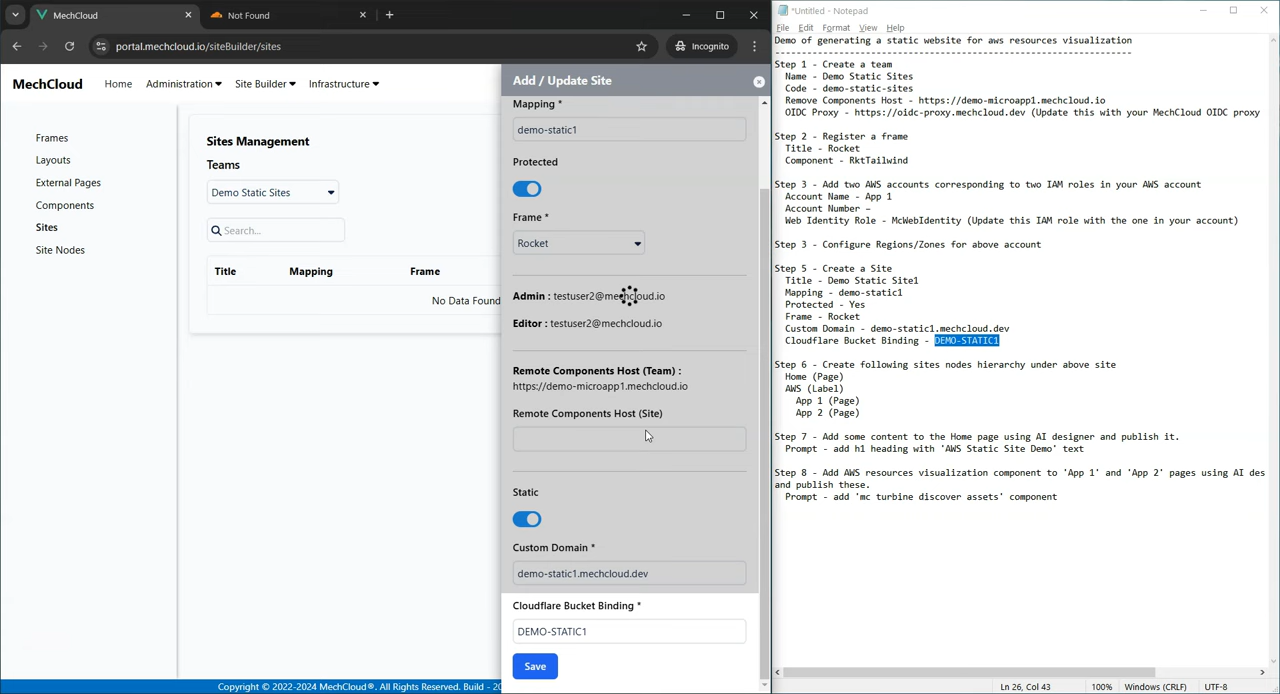 MechCloud
Not Found
portal.mechcloud.io/siteBuilder/sites
Incognito
MechCloud
Home
Administration
Site Builder
Infrastructure
Frames
Layouts
External Pages
Components
Sites
Site Nodes
Sites Management
Teams
Demo Static Sites
Search...
Title Mapping Frame
No Data Found
Add / Update Site
Mapping *
demo-static1
Protected
Frame *
Rocket
Admin : testuser2@mechcloud.io
Editor : testuser2@mechcloud.io
Remote Components Host (Team) :
https://demo-microapp1.mechcloud.io
Remote Components Host (Site)
Static
Custom Domain *
demo-static1.mechcloud.dev
Cloudflare Bucket Binding *
DEMO-STATIC1
Save
Copyright © 2022-2024 MechCloud®. All Rights Reserved. Build - 20
*Untitled - Notepad
File Edit Format View Help
Demo of generating a static website for aws resources visualization
-------------------------------------------------------------------
Step 1 - Create a team
Name - Demo Static Sites
Code - demo-static-sites
Remove Components Host - https://demo-microapp1.mechcloud.io
OIDC Proxy - https://oidc-proxy.mechcloud.dev (Update this with your MechCloud OIDC proxy
Step 2 - Register a frame
Title - Rocket
Component - RktTailwind
Step 3 - Add two AWS accounts corresponding to two IAM roles in your AWS account
Account Name - App 1
Account Number –
Web Identity Role - McWebIdentity (Update this IAM role with the one in your account)
Step 3 - Configure Regions/Zones for above account
Step 5 - Create a Site
Title - Demo Static Site1
Mapping - demo-static1
Protected - Yes
Frame - Rocket
Custom Domain - demo-static1.mechcloud.dev
Cloudflare Bucket Binding - DEMO-STATIC1
Step 6 - Create following sites nodes hierarchy under above site
Home (Page)
AWS (Label)
App 1 (Page)
App 2 (Page)
Step 7 - Add some content to the Home page using AI designer and publish it.
Prompt - add h1 heading with 'AWS Static Site Demo' text
Step 8 - Add AWS resources visualization component to 'App 1' and 'App 2' pages using AI des
and publish these.
Prompt - add 'mc turbine discover assets' component
Ln 26, Col 43
100%
Windows (CRLF)
UTF-8